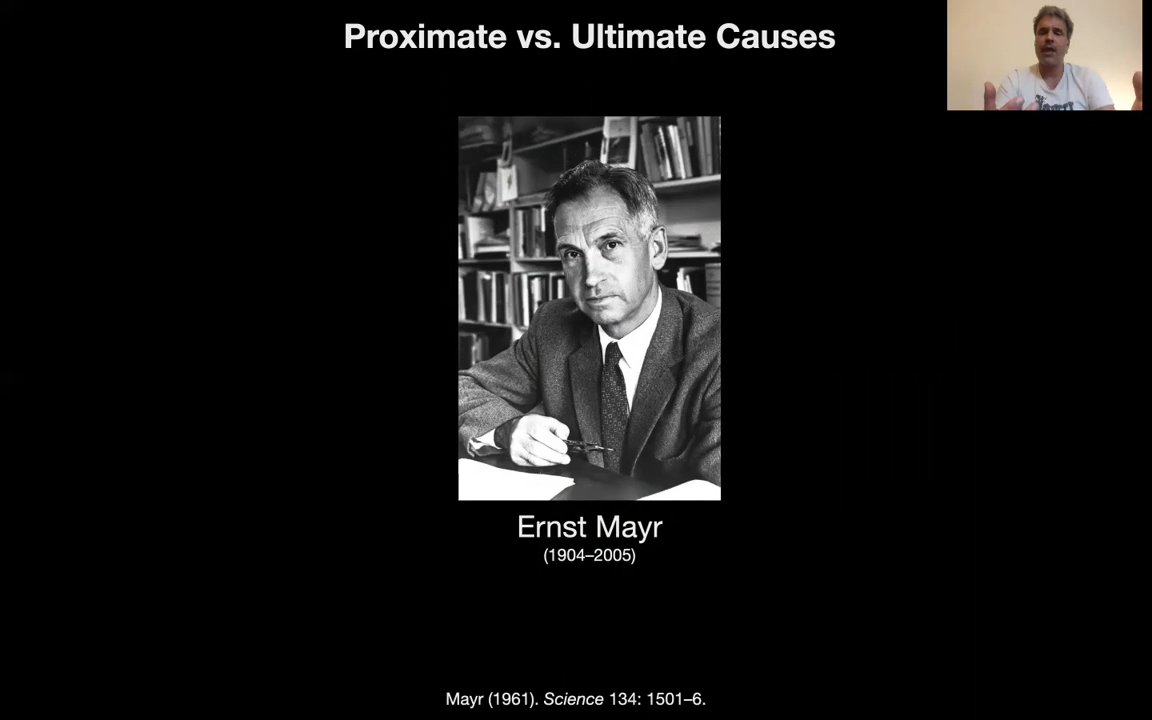 Proximate vs. Ultimate Causes
Ernst Mayr
(1904–2005)
Mayr (1961). Science 134: 1501–6.